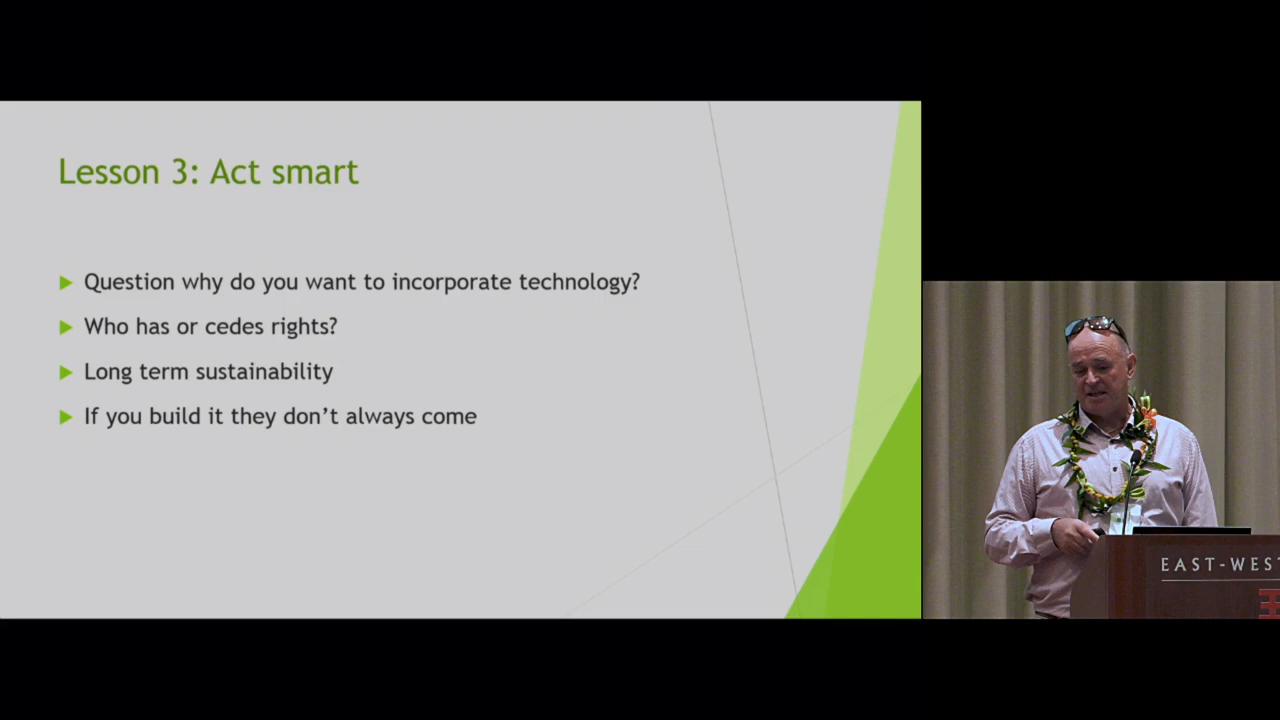 Lesson 3: Act smart
Question why do you want to incorporate technology?
Who has or cedes rights?
Long term sustainability
If you build it they don’t always come
EAST-WEST